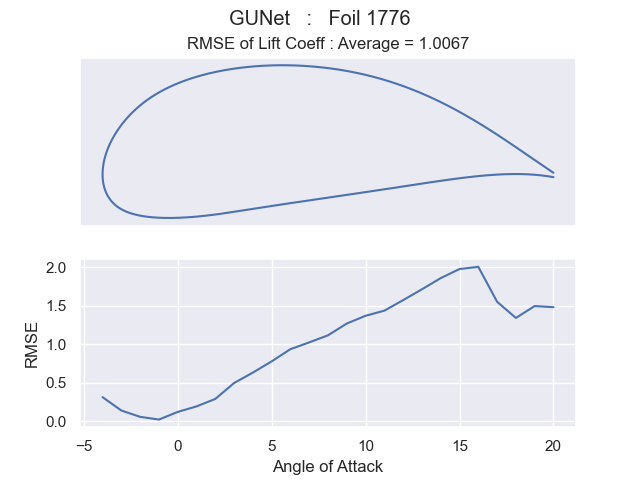 GUNet   :   Foil 1776
RMSE of Lift Coeff : Average = 1.0067
2.0
1.5
1.0
0.5
0.0
RMSE
−5
0
5
10
15
20
Angle of Attack